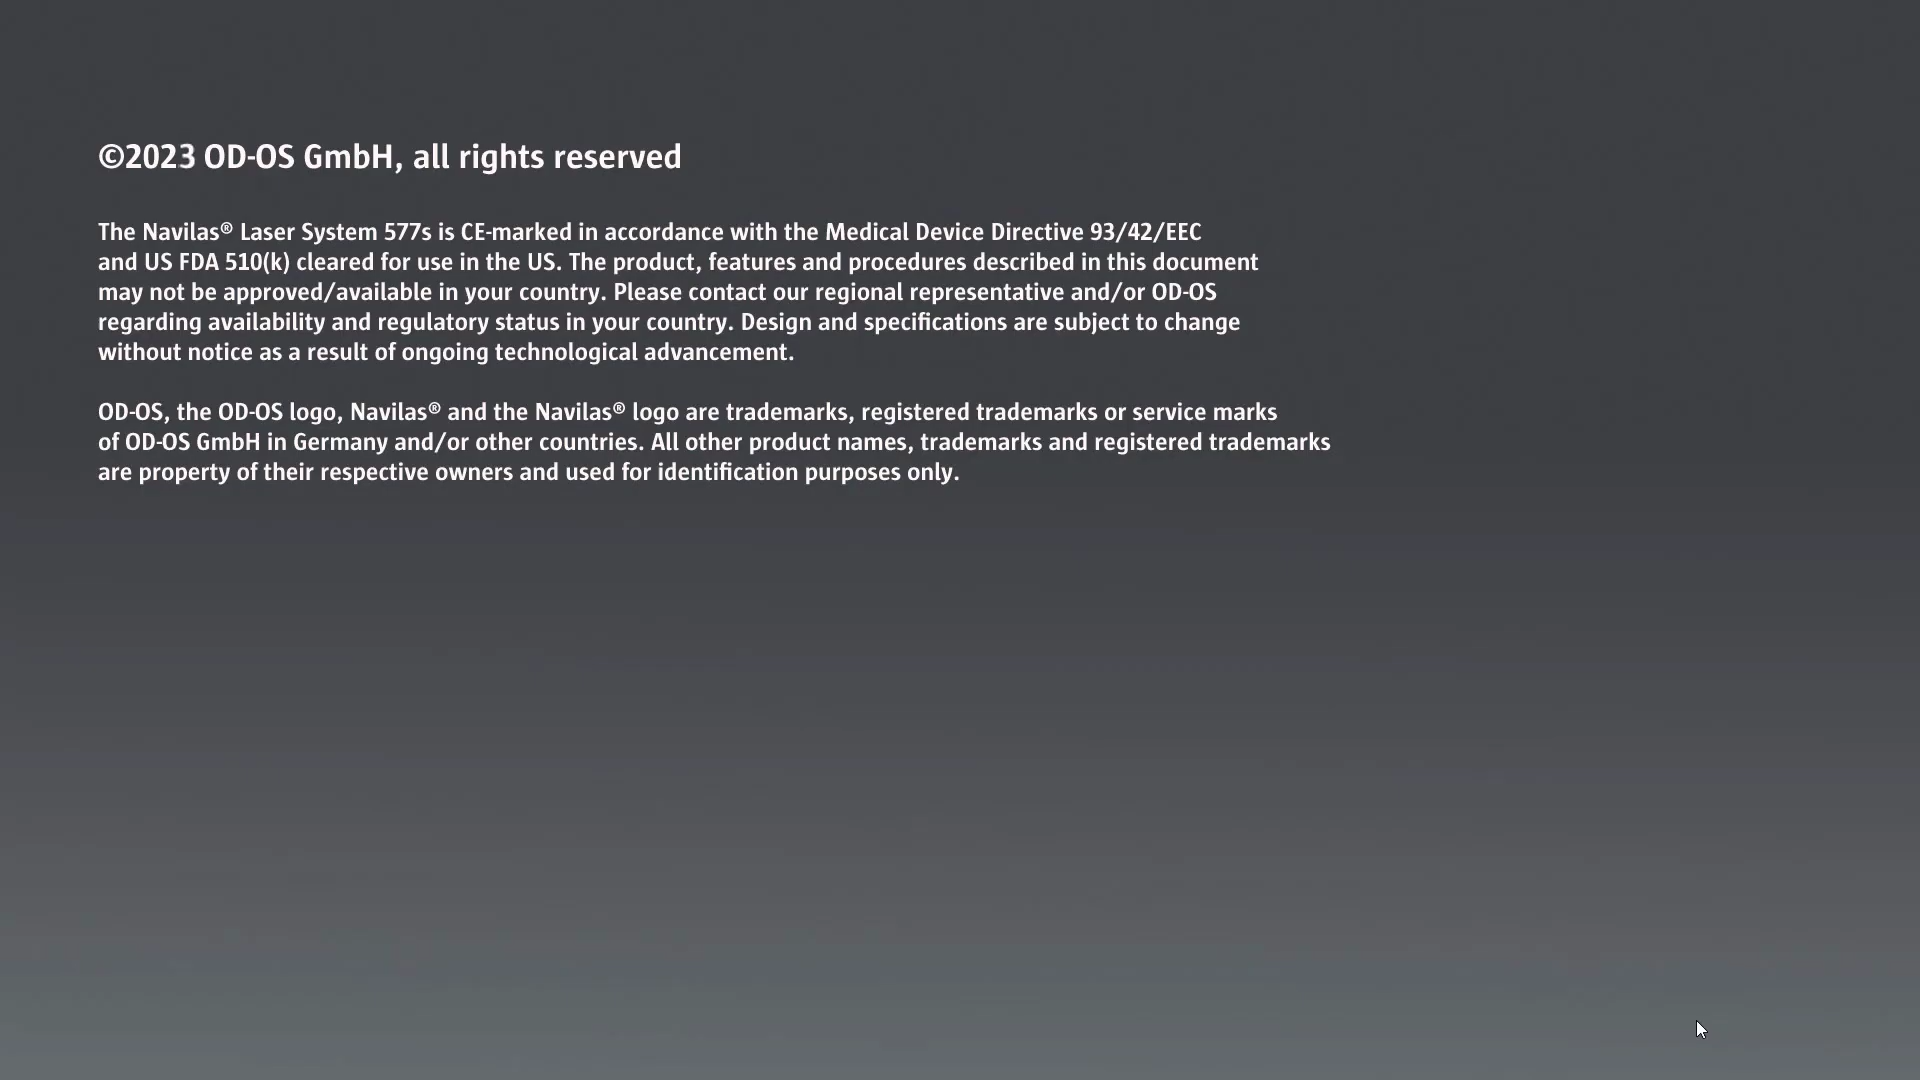 ©2023 OD-OS GmbH, all rights reserved
The Navilas® Laser System 577s is CE-marked in accordance with the Medical Device Directive 93/42/EEC
and US FDA 510(k) cleared for use in the US. The product, features and procedures described in this document
may not be approved/available in your country. Please contact our regional representative and/or OD-OS
regarding availability and regulatory status in your country. Design and specifications are subject to change
without notice as a result of ongoing technological advancement.
OD-OS, the OD-OS logo, Navilas® and the Navilas® logo are trademarks, registered trademarks or service marks
of OD-OS GmbH in Germany and/or other countries. All other product names, trademarks and registered trademarks
are property of their respective owners and used for identification purposes only.